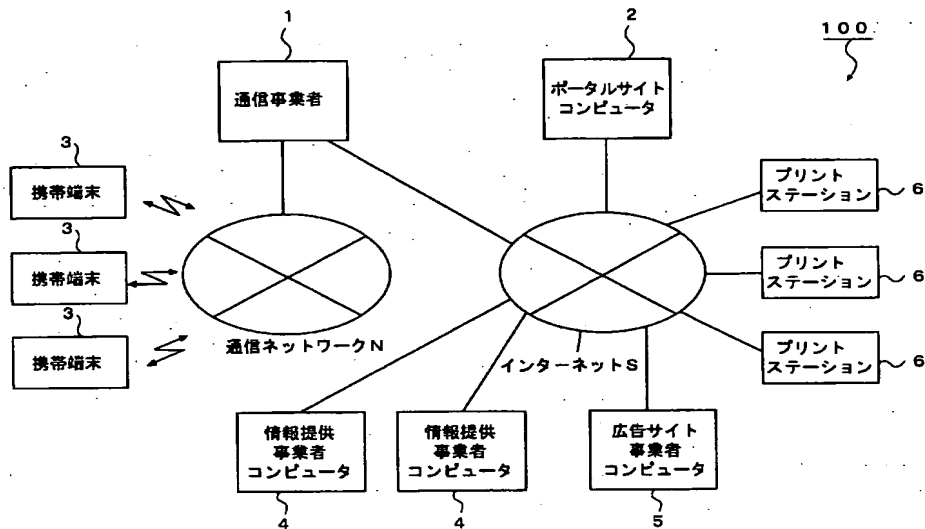 1
2
100
通信事業者
ポータルサイト
コンピュータ
3
携帯端末
3
携帯端末
3
携帯端末
プリント
ステーション
6
プリント
ステーション
6
プリント
ステーション
6
通信ネットワークN
インターネットS
情報提供
事業者
コンピュータ
4
情報提供
事業者
コンピュータ
4
広告サイト
事業者
コンピュータ
5